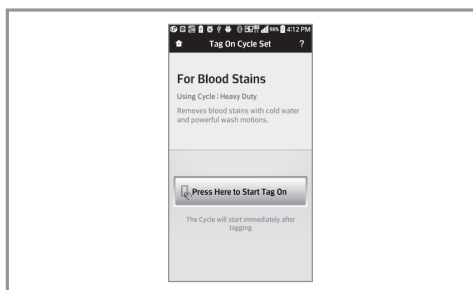 98% 4:12 PM
Tag On Cycle Set ?
For Blood Stains
Using Cycle : Heavy Duty
Removes blood stains with cold water
and powerful wash motions.
Press Here to Start Tag On
The Cycle will start immediately after
tagging